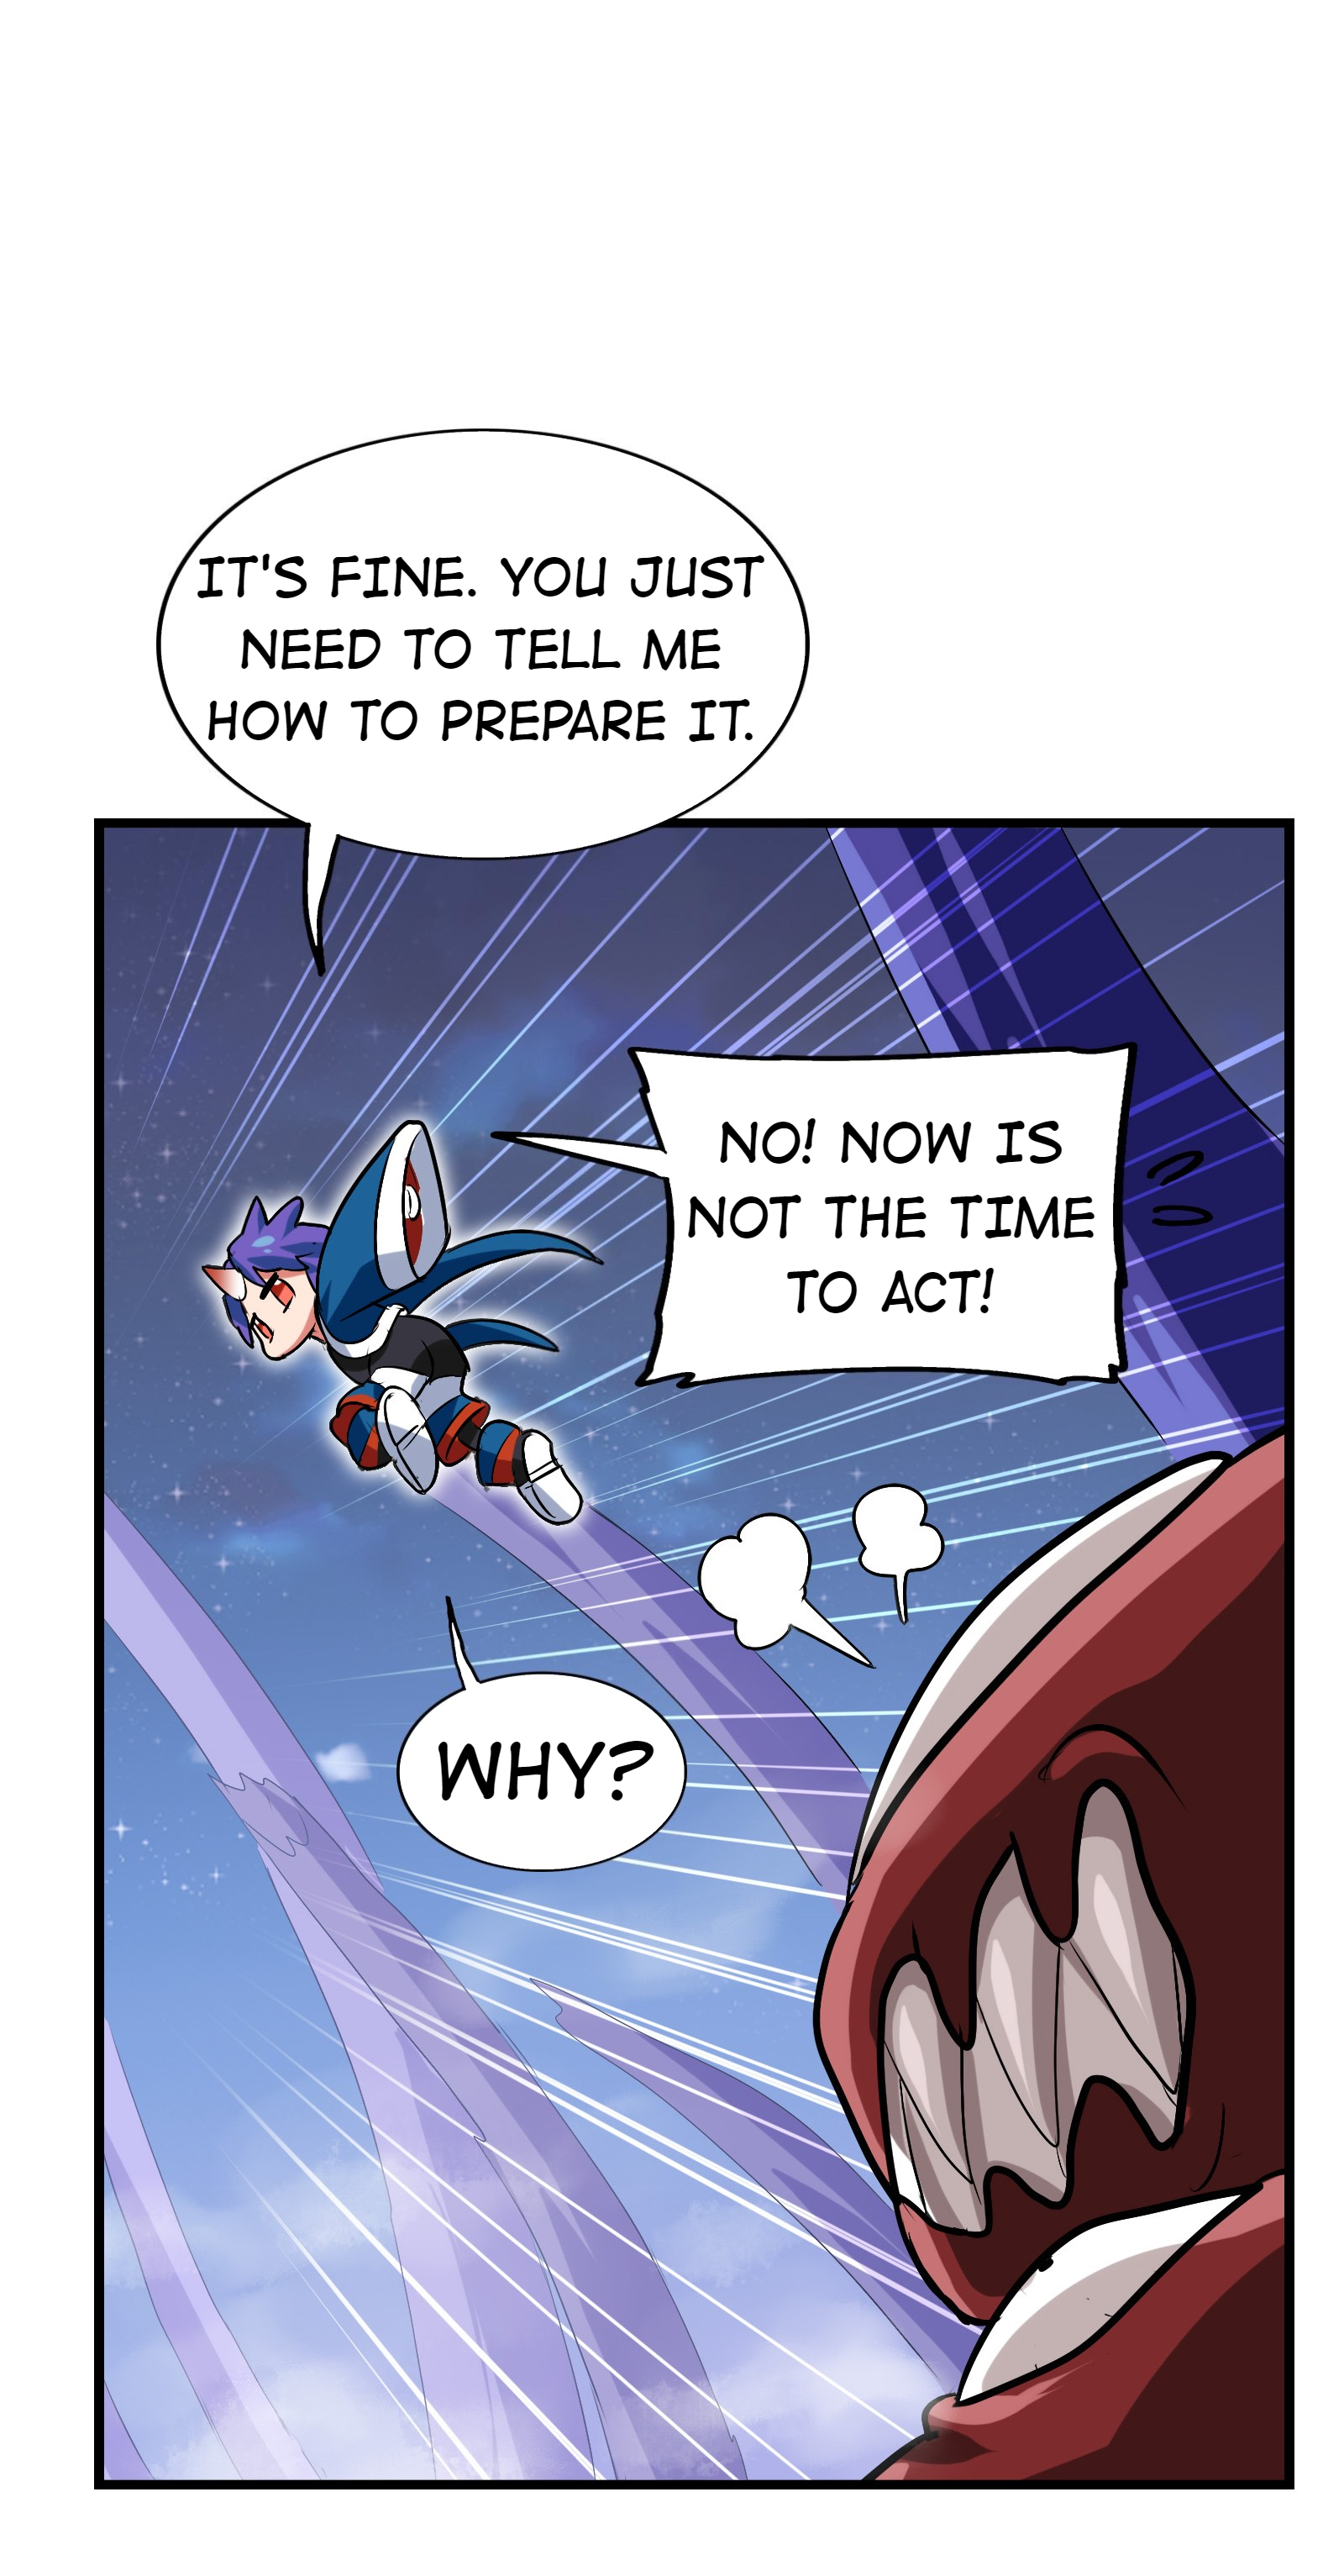 IT'S FINE. YOU JUST
NEED TO TELL ME
HOW TO PREPARE IT.
NO! NOW IS
NOT THE TIME
TO ACT!
WHY?